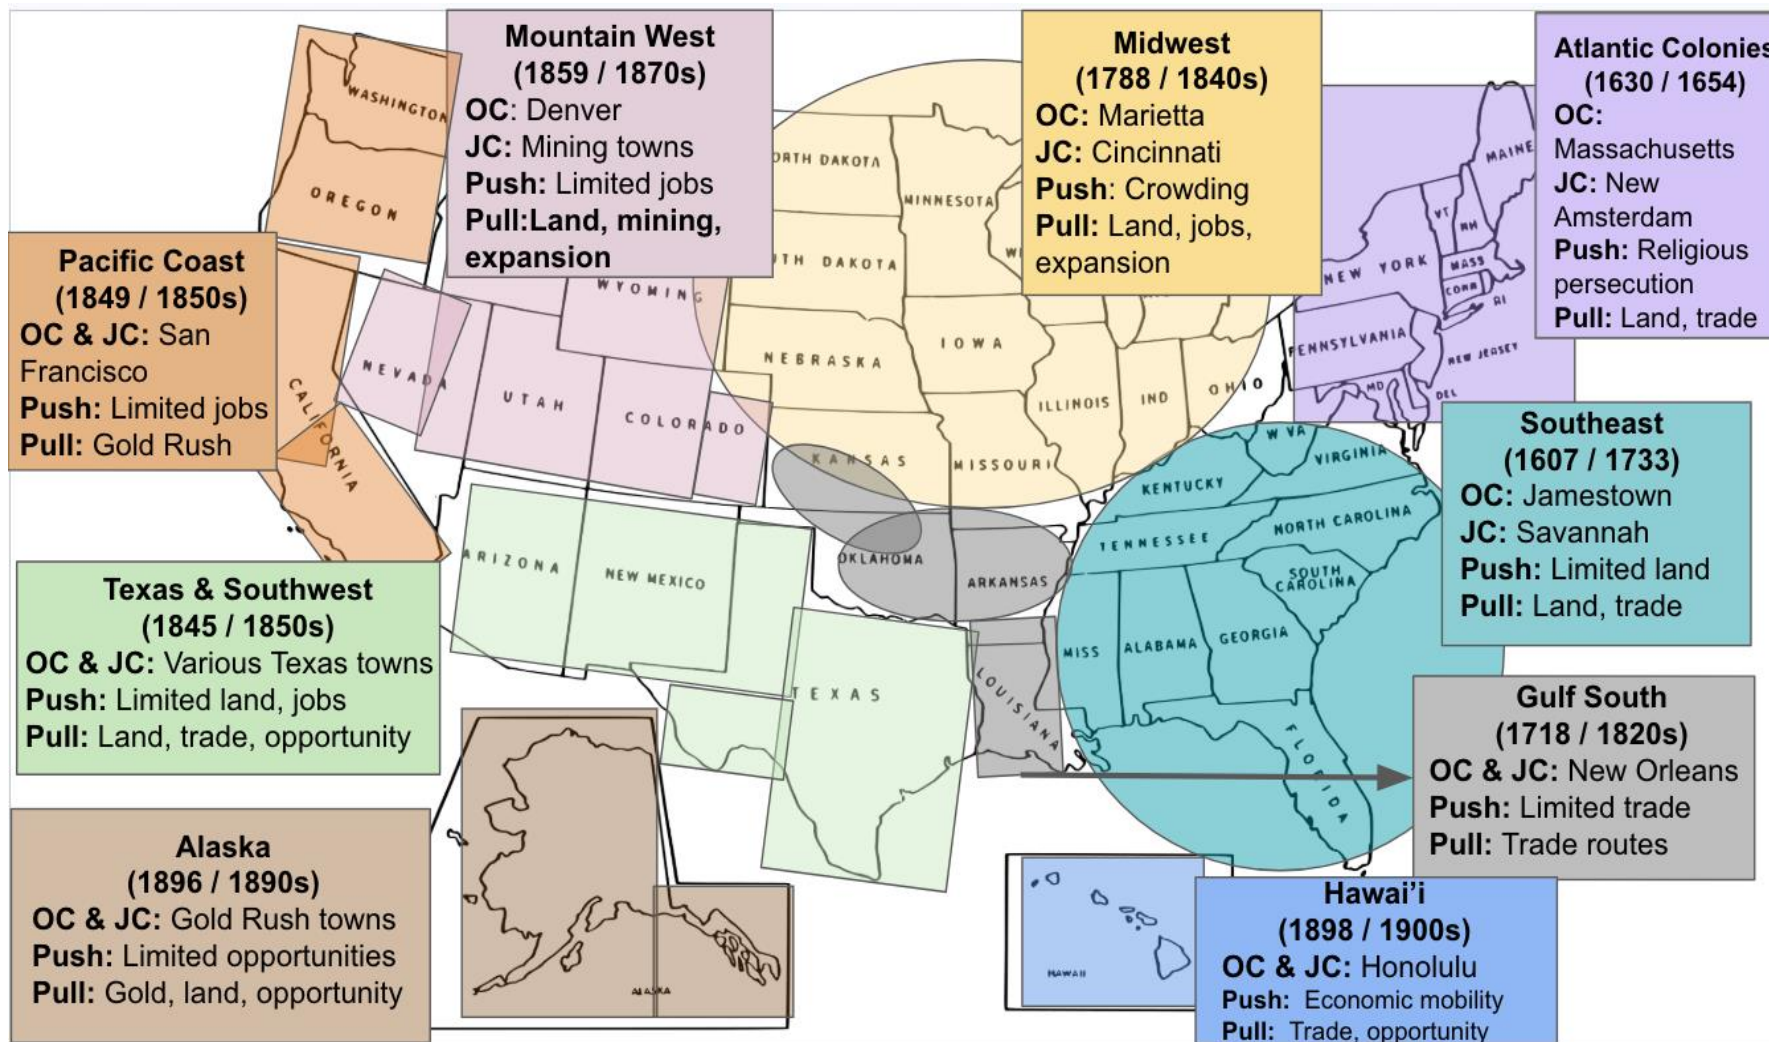 Mountain West
(1859 / 1870s)
OC: Denver
JC: Mining towns
Push: Limited jobs
Pull:Land, mining,
expansion
Midwest
(1788 / 1840s)
OC: Marietta
JC: Cincinnati
Push: Crowding
Pull: Land, jobs,
expansion
Atlantic Colonies
(1630 / 1654)
OC:
Massachusetts
JC: New
Amsterdam
Push: Religious
persecution
Pull: Land, trade
Pacific Coast
(1849 / 1850s)
OC & JC: San
Francisco
Push: Limited jobs
Pull: Gold Rush
Southeast
(1607 / 1733)
OC: Jamestown
JC: Savannah
Push: Limited land
Pull: Land, trade
Texas & Southwest
(1845 / 1850s)
OC & JC: Various Texas towns
Push: Limited land, jobs
Pull: Land, trade, opportunity
Gulf South
(1718 / 1820s)
OC & JC: New Orleans
Push: Limited trade
Pull: Trade routes
Alaska
(1896 / 1890s)
OC & JC: Gold Rush towns
Push: Limited opportunities
Pull: Gold, land, opportunity
Hawai’i
(1898 / 1900s)
OC & JC: Honolulu
Push: Economic mobility
Pull: Trade, opportunity
WASHINGTON
OREGON
CALIFORNIA
NEVADA
UTAH
WYOMING
COLORADO
ARIZONA
NEW MEXICO
TEXAS
ORTH DAKOTA
UTH DAKOTA
NEBRASKA
KANSAS
OKLAHOMA
MINNESOTA
IOWA
MISSOURI
ARKANSAS
LOUISIANA
WI
ILLINOIS
IND
OHIO
KENTUCKY
TENNESSEE
MISS
ALABAMA
GEORGIA
FLORIDA
SOUTH
CAROLINA
NORTH CAROLINA
VIRGINIA
W VA
MD
DEL
PENNSYLVANIA
NEW JERSEY
NEW YORK
CONN
RI
MASS
VT
NH
MAINE
ALASKA
HAWAII